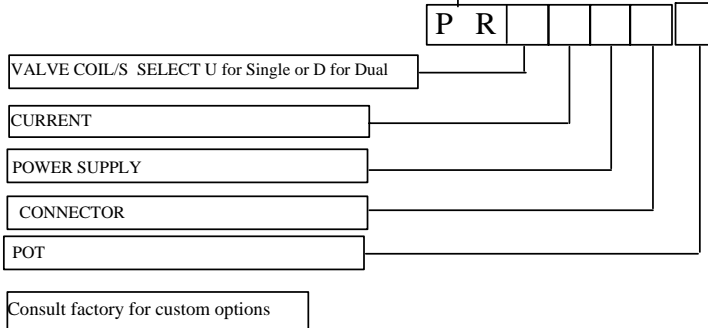 P R
VALVE COIL/S SELECT U for Single or D for Dual
CURRENT
POWER SUPPLY
CONNECTOR
POT
Consult factory for custom options